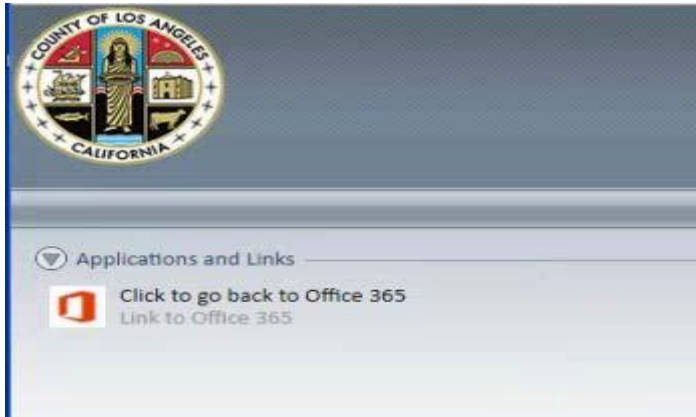 COUNTY OF LOS ANGELES
CALIFORNIA
Applications and Links
Click to go back to Office 365
Link to Office 365